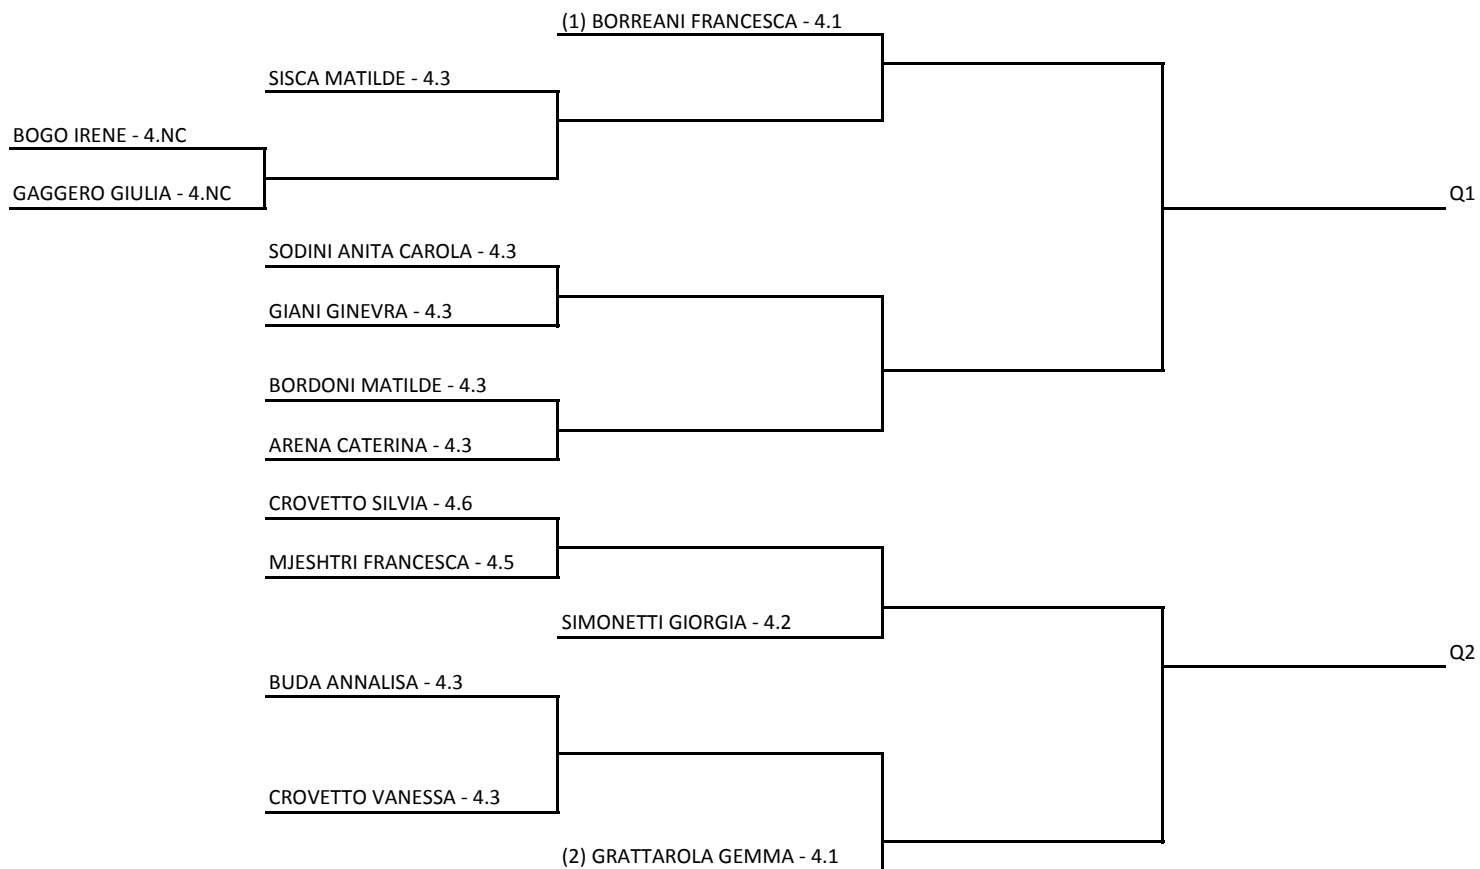 (1) BORREANI FRANCESCA - 4.1
SISCA MATILDE - 4.3
BOGO IRENE - 4.NC
GAGGERO GIULIA - 4.NC
Q1
SODINI ANITA CAROLA - 4.3
GIANI GINEVRA - 4.3
BORDONI MATILDE - 4.3
ARENA CATERINA - 4.3
CROVETTO SILVIA - 4.6
MJESHTRI FRANCESCA - 4.5
SIMONETTI GIORGIA - 4.2
Q2
BUDA ANNALISA - 4.3
CROVETTO VANESSA - 4.3
(2) GRATTAROLA GEMMA - 4.1